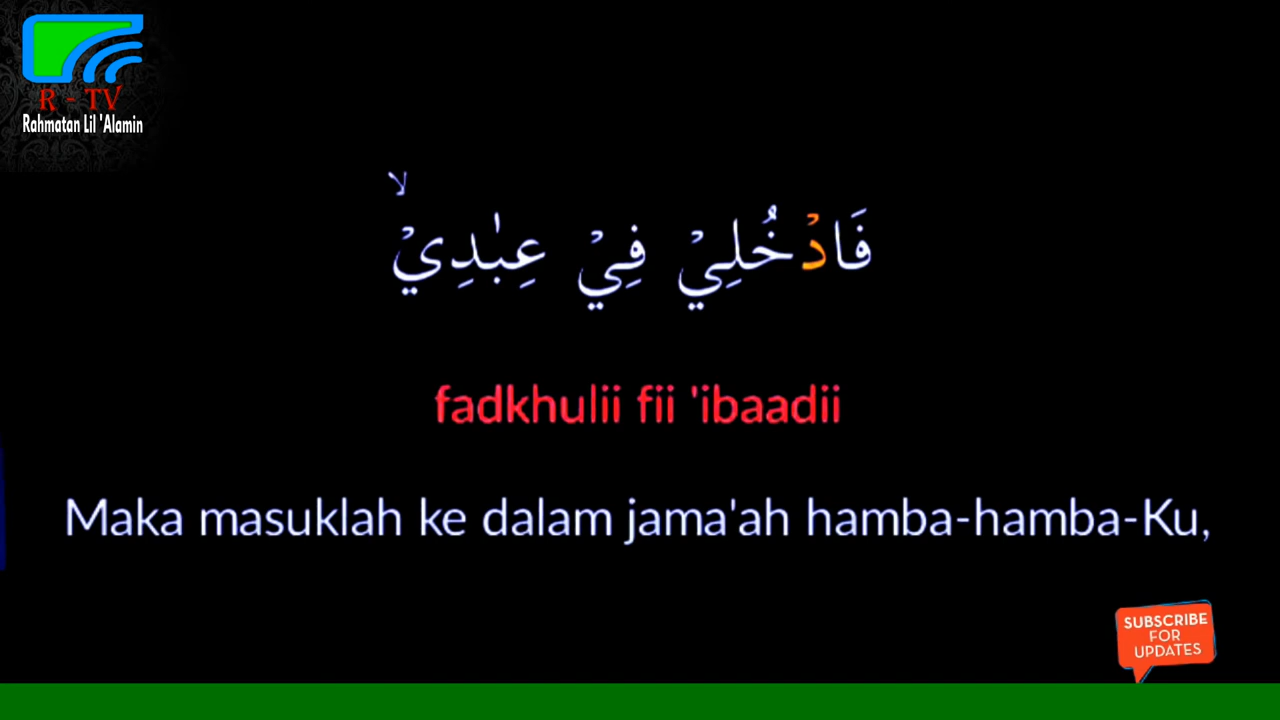 R - TV
Rahmatan Lil 'Alamin
فَادْخُلِيْ فِيْ عِبٰدِيْۙ
fadkhulii fii 'ibaadii
Maka masuklah ke dalam jama'ah hamba-hamba-Ku,
SUBSCRIBE
FOR
UPDATES